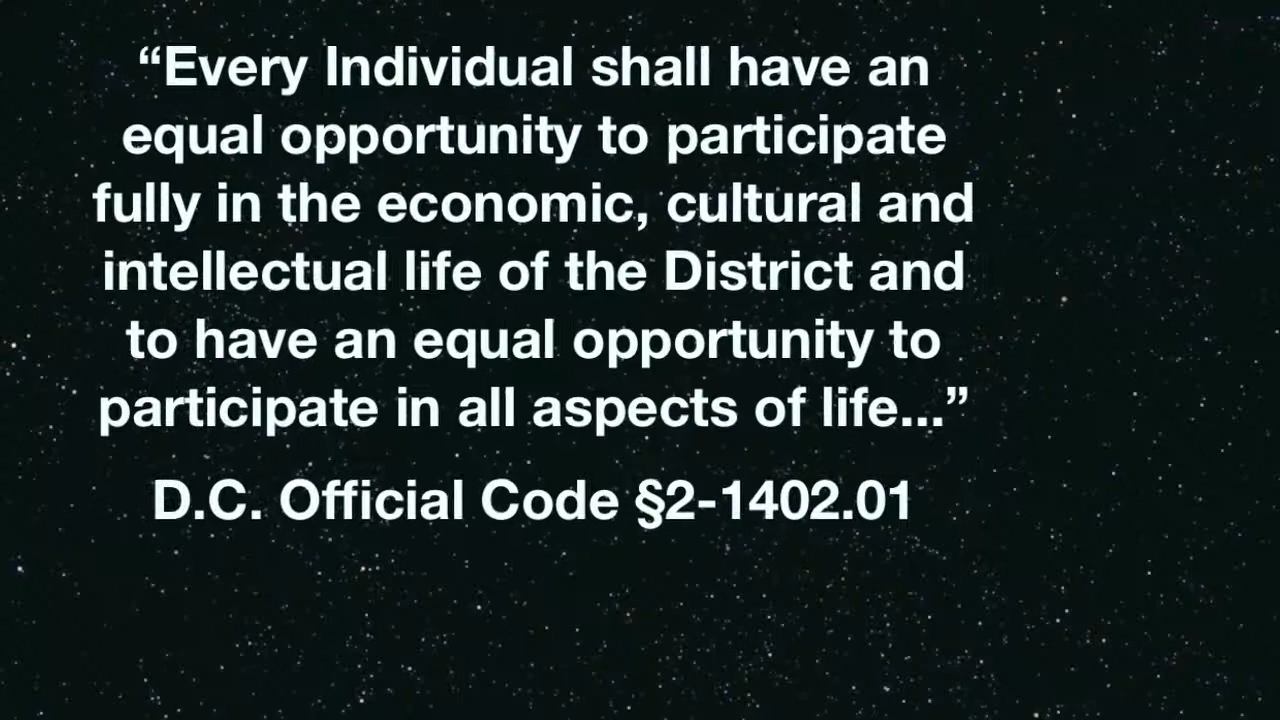 “Every Individual shall have an
equal opportunity to participate
fully in the economic, cultural and
intellectual life of the District and
to have an equal opportunity to
participate in all aspects of life...”
D.C. Official Code §2-1402.01